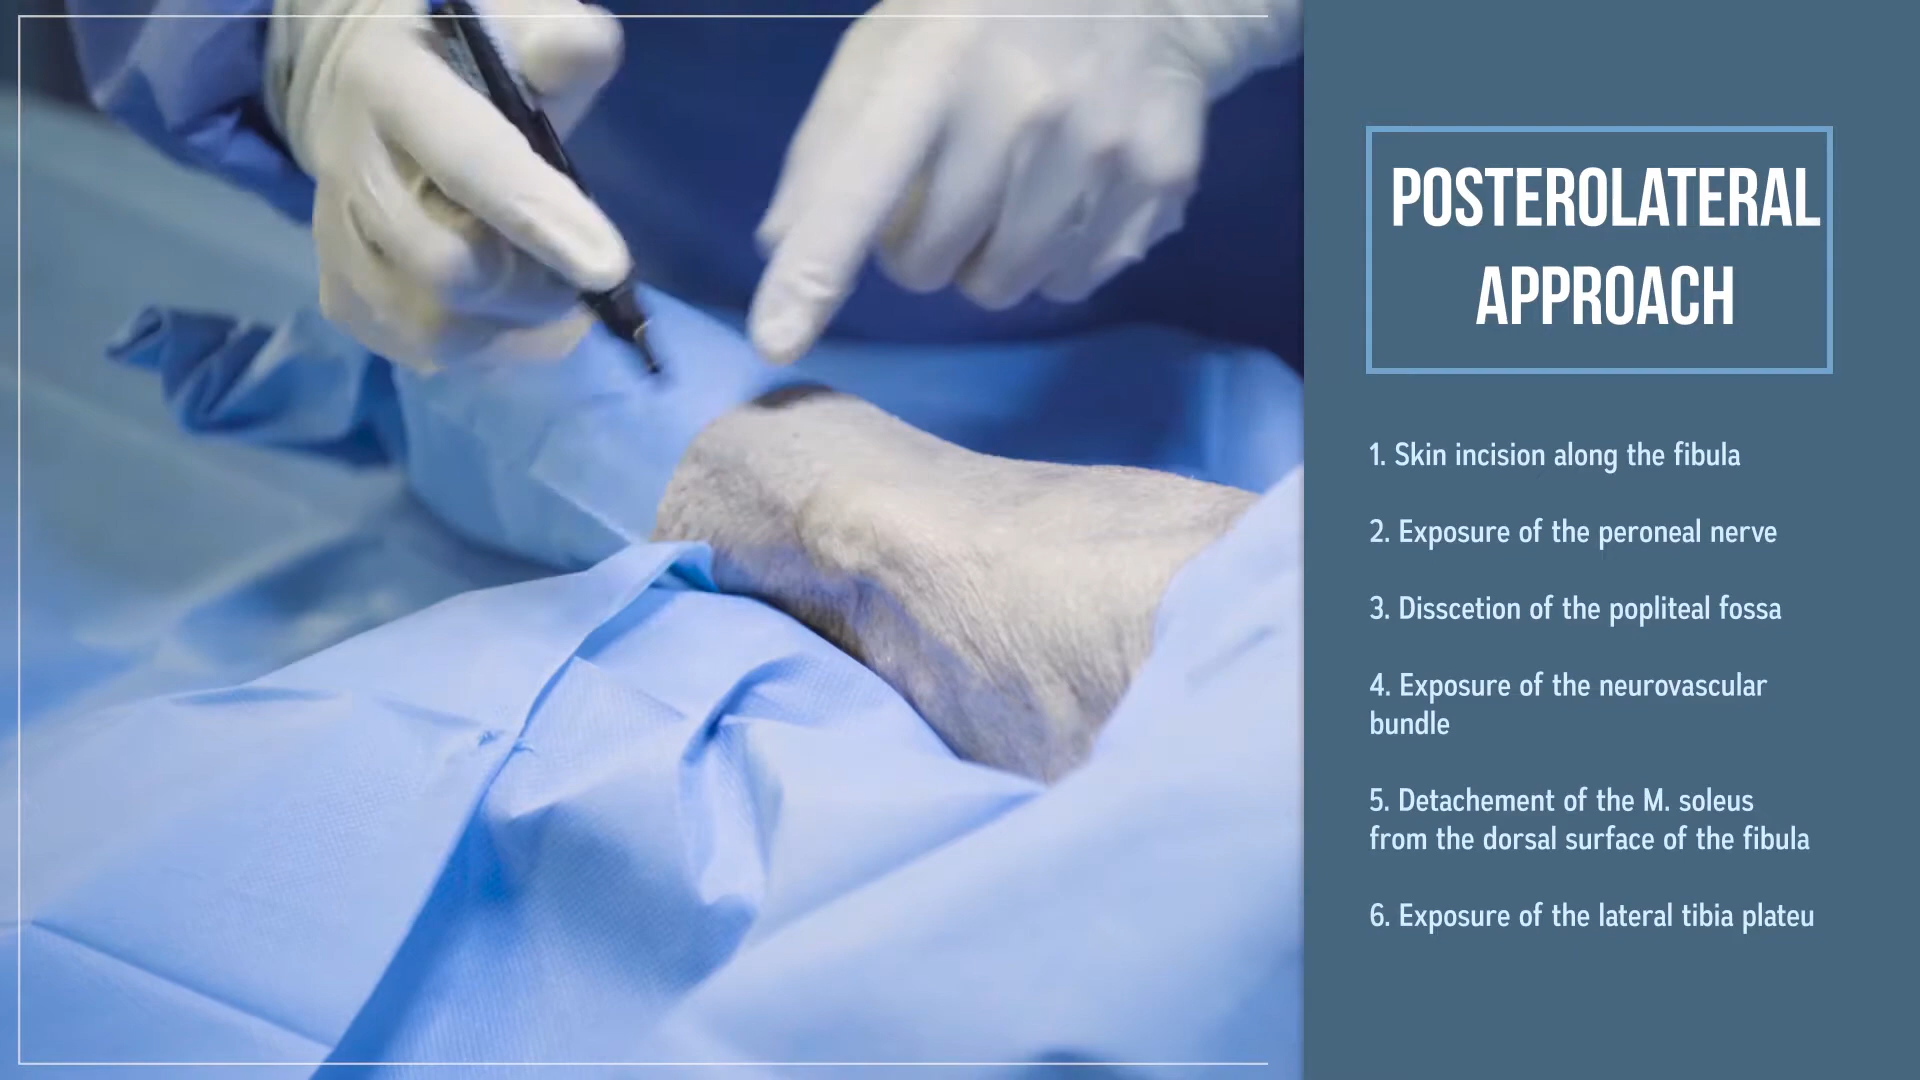 POSTEROLATERAL
APPROACH
1. Skin incision along the fibula
2. Exposure of the peroneal nerve
3. Disscetion of the popliteal fossa
4. Exposure of the neurovascular
bundle
5. Detachement of the M. soleus
from the dorsal surface of the fibula
6. Exposure of the lateral tibia plateu